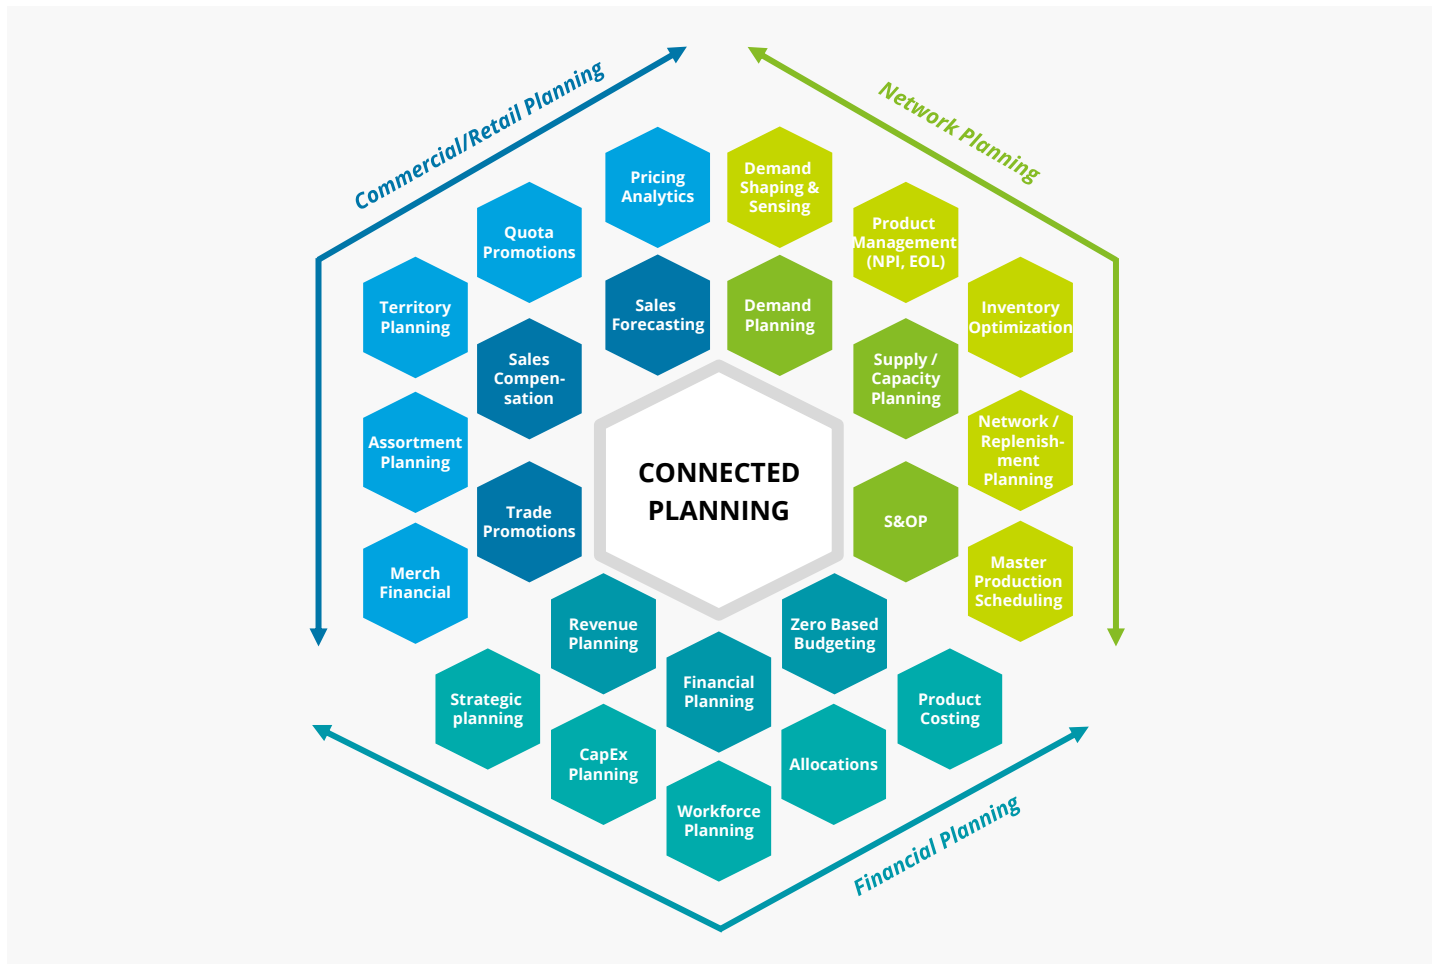 Commercial/Retail Planning
Network Planning
Pricing
Analytics
Demand
Shaping &
Sensing
Quota
Promotions
Product
Management
(NPI, EOL)
Territory
Planning
Sales
Forecasting
Demand
Planning
Inventory
Optimization
Sales
Compen-
sation
Supply /
Capacity
Planning
Assortment
Planning
Network /
Replenish-
ment
Planning
CONNECTED
PLANNING
Trade
Promotions
S&OP
Merch
Financial
Master
Production
Scheduling
Revenue
Planning
Zero Based
Budgeting
Financial
Planning
Strategic
planning
Product
Costing
CapEx
Planning
Allocations
Workforce
Planning
Financial Planning